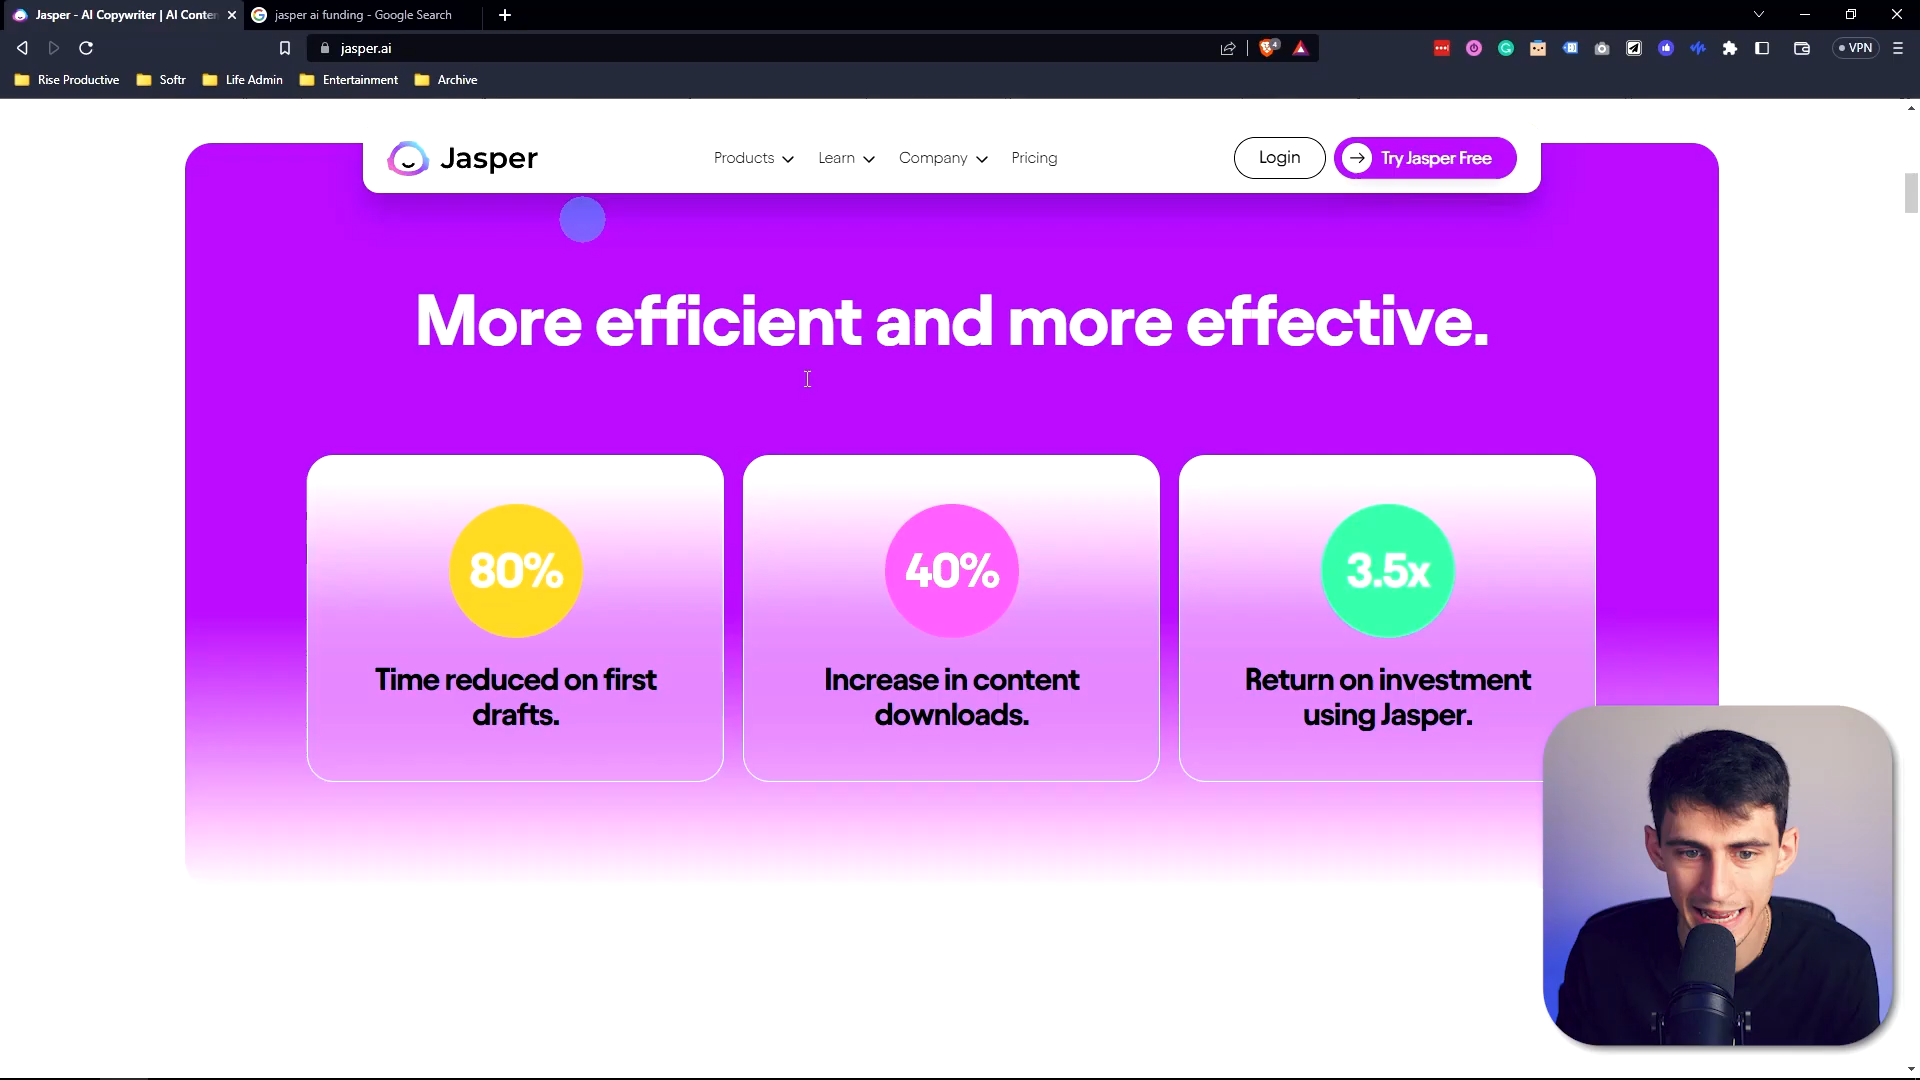 Jasper - AI Copywriter | AI Conten
jasper ai funding - Google Search
jasper.ai
4
VPN
Rise Productive
Softr
Life Admin
Entertainment
Archive
Jasper
Products
Learn
Company
Pricing
Login
Try Jasper Free
More efficient and more effective.
80%
Time reduced on first
drafts.
40%
Increase in content
downloads.
3.5x
Return on investment
using Jasper.